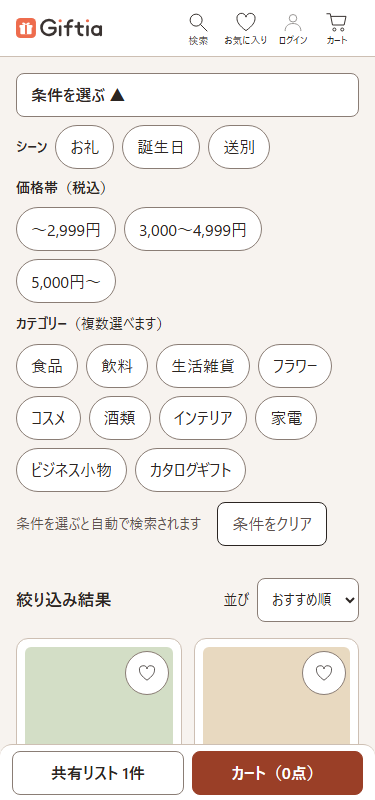 Giftia
検索 お気に入り ログイン カート
条件を選ぶ ▲
シーン お礼 誕生日 送別
価格帯（税込）
～2,999円 3,000～4,999円
5,000円～
カテゴリー（複数選べます）
食品 飲料 生活雑貨 フラワー
コスメ 酒類 インテリア 家電
ビジネス小物 カタログギフト
条件を選ぶと自動で検索されます 条件をクリア
絞り込み結果 並び おすすめ順
共有リスト 1件 カート（0点）